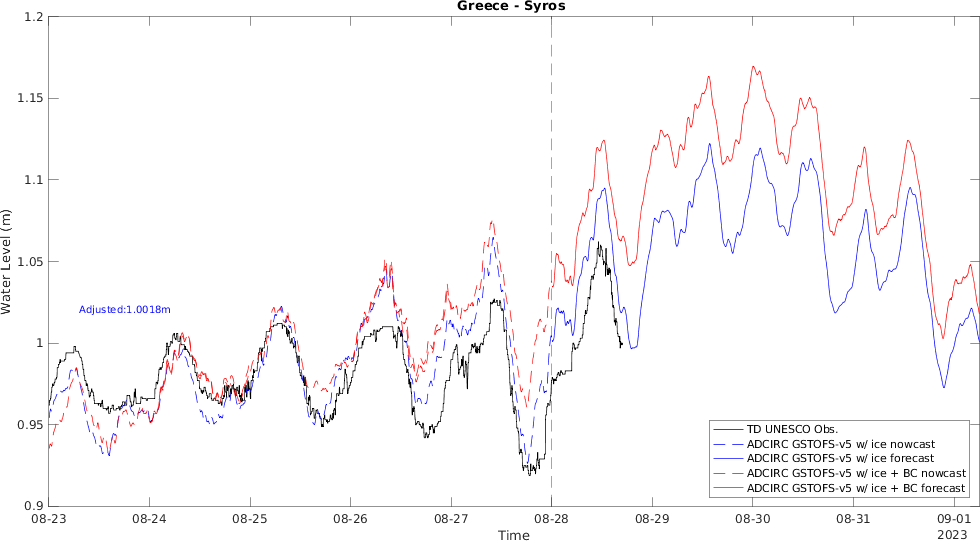 Greece - Syros
1.2
1.15
1.1
1.05
1
0.95
0.9
Water Level (m)
Adjusted:1.0018m
TD UNESCO Obs.
ADCIRC GSTOFS-v5 w/ ice nowcast
ADCIRC GSTOFS-v5 w/ ice forecast
ADCIRC GSTOFS-v5 w/ ice + BC nowcast
ADCIRC GSTOFS-v5 w/ ice + BC forecast
08-23 08-24 08-25 08-26 08-27 08-28 08-29 08-30 08-31 09-01
Time
2023